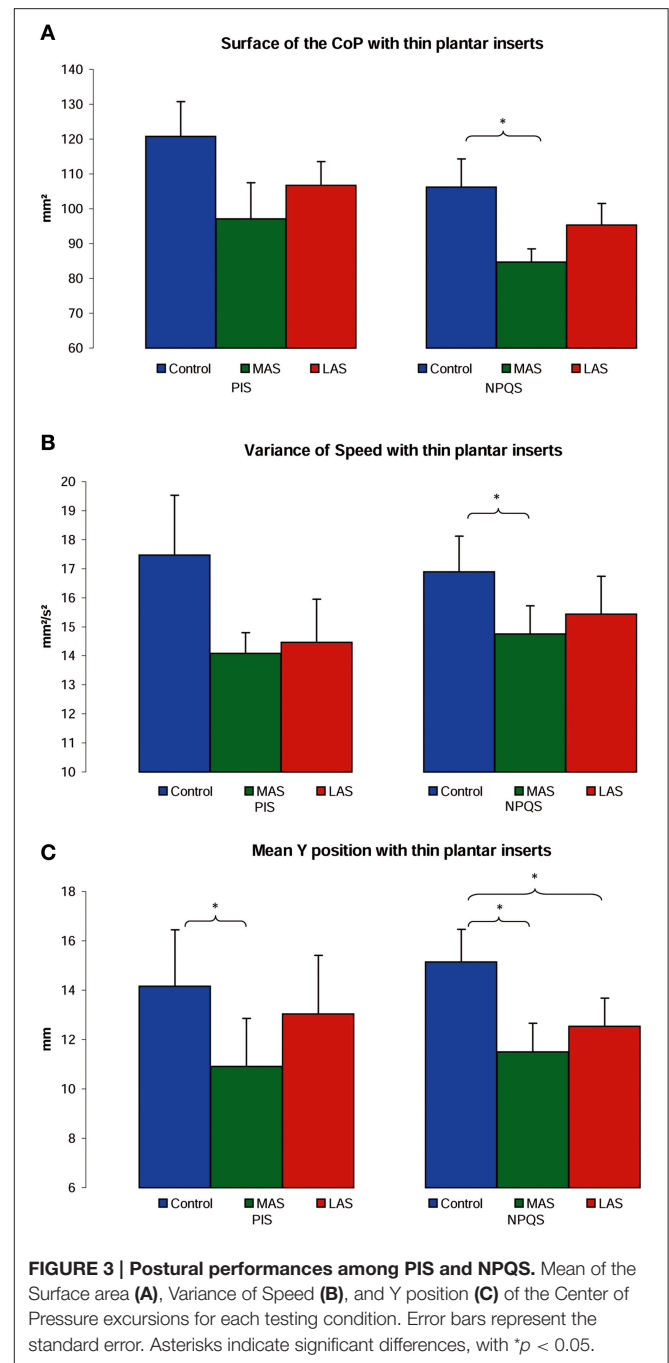 A
Surface of the CoP with thin plantar inserts
140
130
120
110
100
90
80
70
60
mm²
*
Control MAS LAS
PIS
Control MAS LAS
NPQS
B
Variance of Speed with thin plantar inserts
20
19
18
17
16
15
14
13
12
11
10
mm²/s²
*
Control MAS LAS
PIS
Control MAS LAS
NPQS
C
Mean Y position with thin plantar inserts
18
16
14
12
10
8
6
mm
*
*
*
Control MAS LAS
PIS
Control MAS LAS
NPQS
FIGURE 3 | Postural performances among PIS and NPQS. Mean of the
Surface area (A), Variance of Speed (B), and Y position (C) of the Center of
Pressure excursions for each testing condition. Error bars represent the
standard error. Asterisks indicate significant differences, with *p < 0.05.